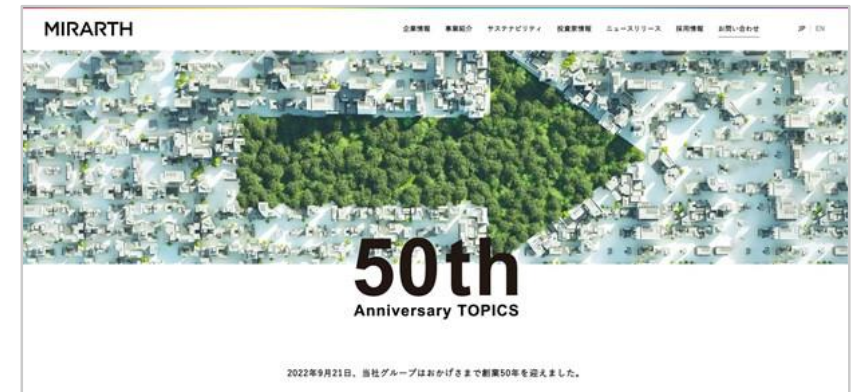 MIRARTH
企業情報 事業紹介 サステナビリティ 投資家情報 ニュースリリース 採用情報 お問い合わせ JP | EN
50th
Anniversary TOPICS
2022年9月21日、当社グループはおかげさまで創業50年を迎えました。